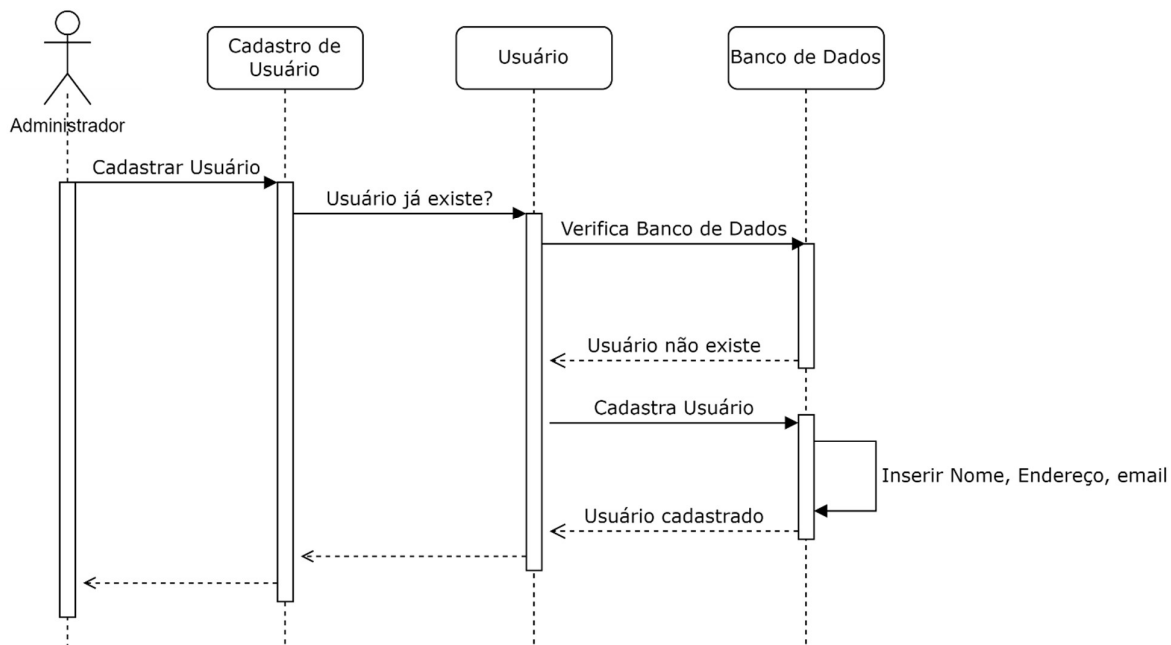 Cadastro de
Usuário
Usuário
Banco de Dados
Administrador
Cadastrar Usuário
Usuário já existe?
Verifica Banco de Dados
Usuário não existe
Cadastra Usuário
Inserir Nome, Endereço, email
Usuário cadastrado